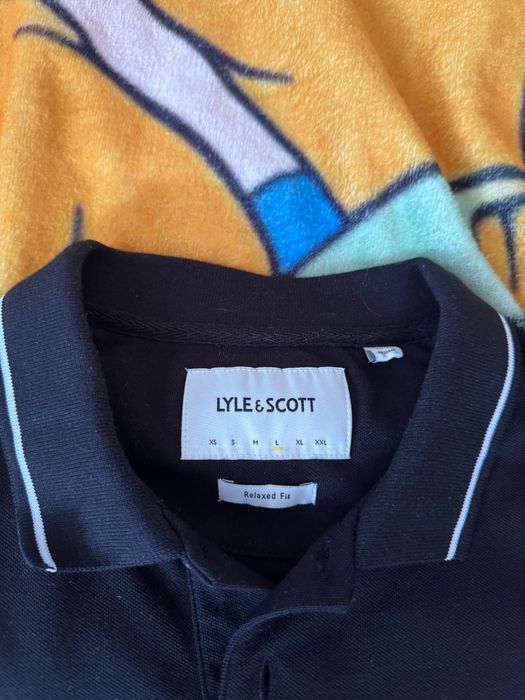 LYLE & SCOTT
XS S M L XL XXL
Relaxed Fit